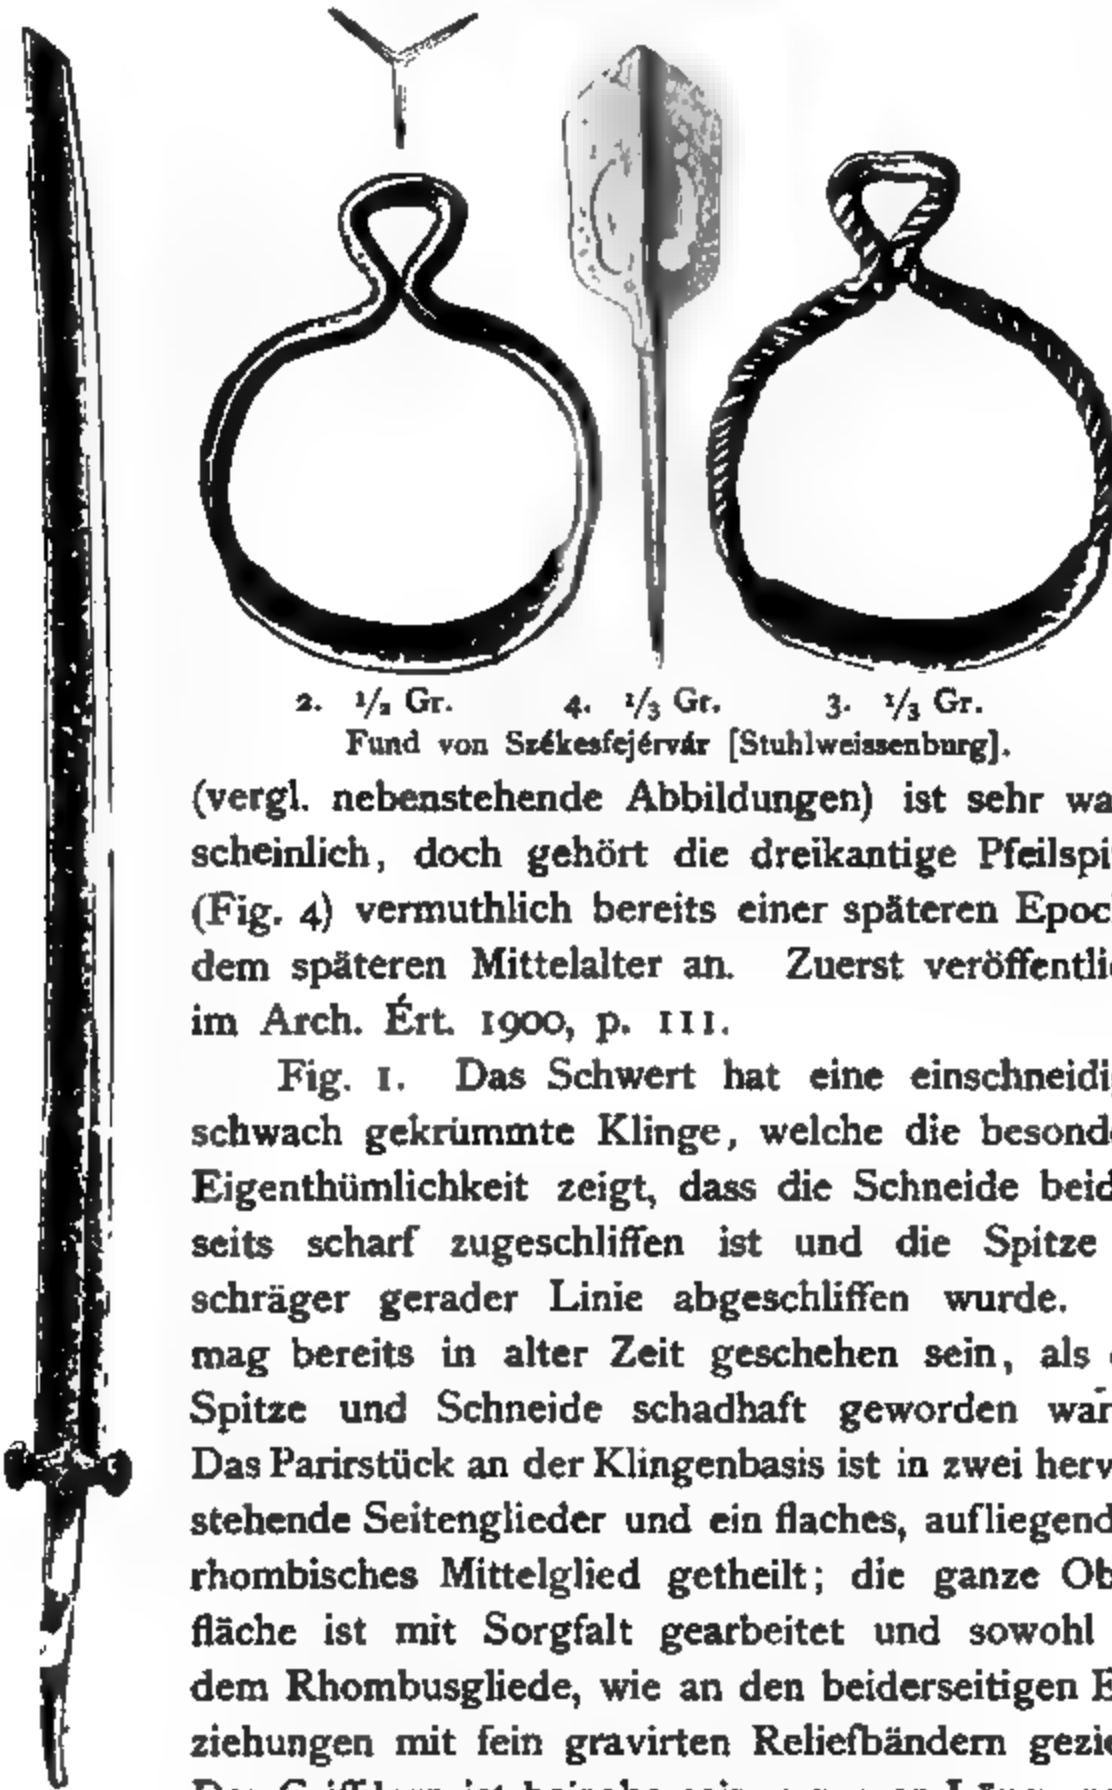 2. ½ Gr. 4. ⅓ Gr. 3. ⅓ Gr.
Fund von Székesfejérvár [Stuhlweissenburg].
(vergl. nebenstehende Abbildungen) ist sehr wa
scheinlich, doch gehört die dreikantige Pfeilspi
(Fig. 4) vermuthlich bereits einer späteren Epoc
dem späteren Mittelalter an. Zuerst veröffentli
im Arch. Ért. 1900, p. 111.
Fig. 1. Das Schwert hat eine einschneidi
schwach gekrümmte Klinge, welche die besond
Eigenthümlichkeit zeigt, dass die Schneide beid
seits scharf zugeschliffen ist und die Spitze
schräger gerader Linie abgeschliffen wurde.
mag bereits in alter Zeit geschehen sein, als
Spitze und Schneide schadhaft geworden war
Das Parirstück an der Klingenbasis ist in zwei herv
stehende Seitenglieder und ein flaches, aufliegend
rhombisches Mittelglied getheilt; die ganze Ob
fläche ist mit Sorgfalt gearbeitet und sowohl
dem Rhombusgliede, wie an den beiderseitigen E
ziehungen mit fein gravirten Reliefbändern gezie